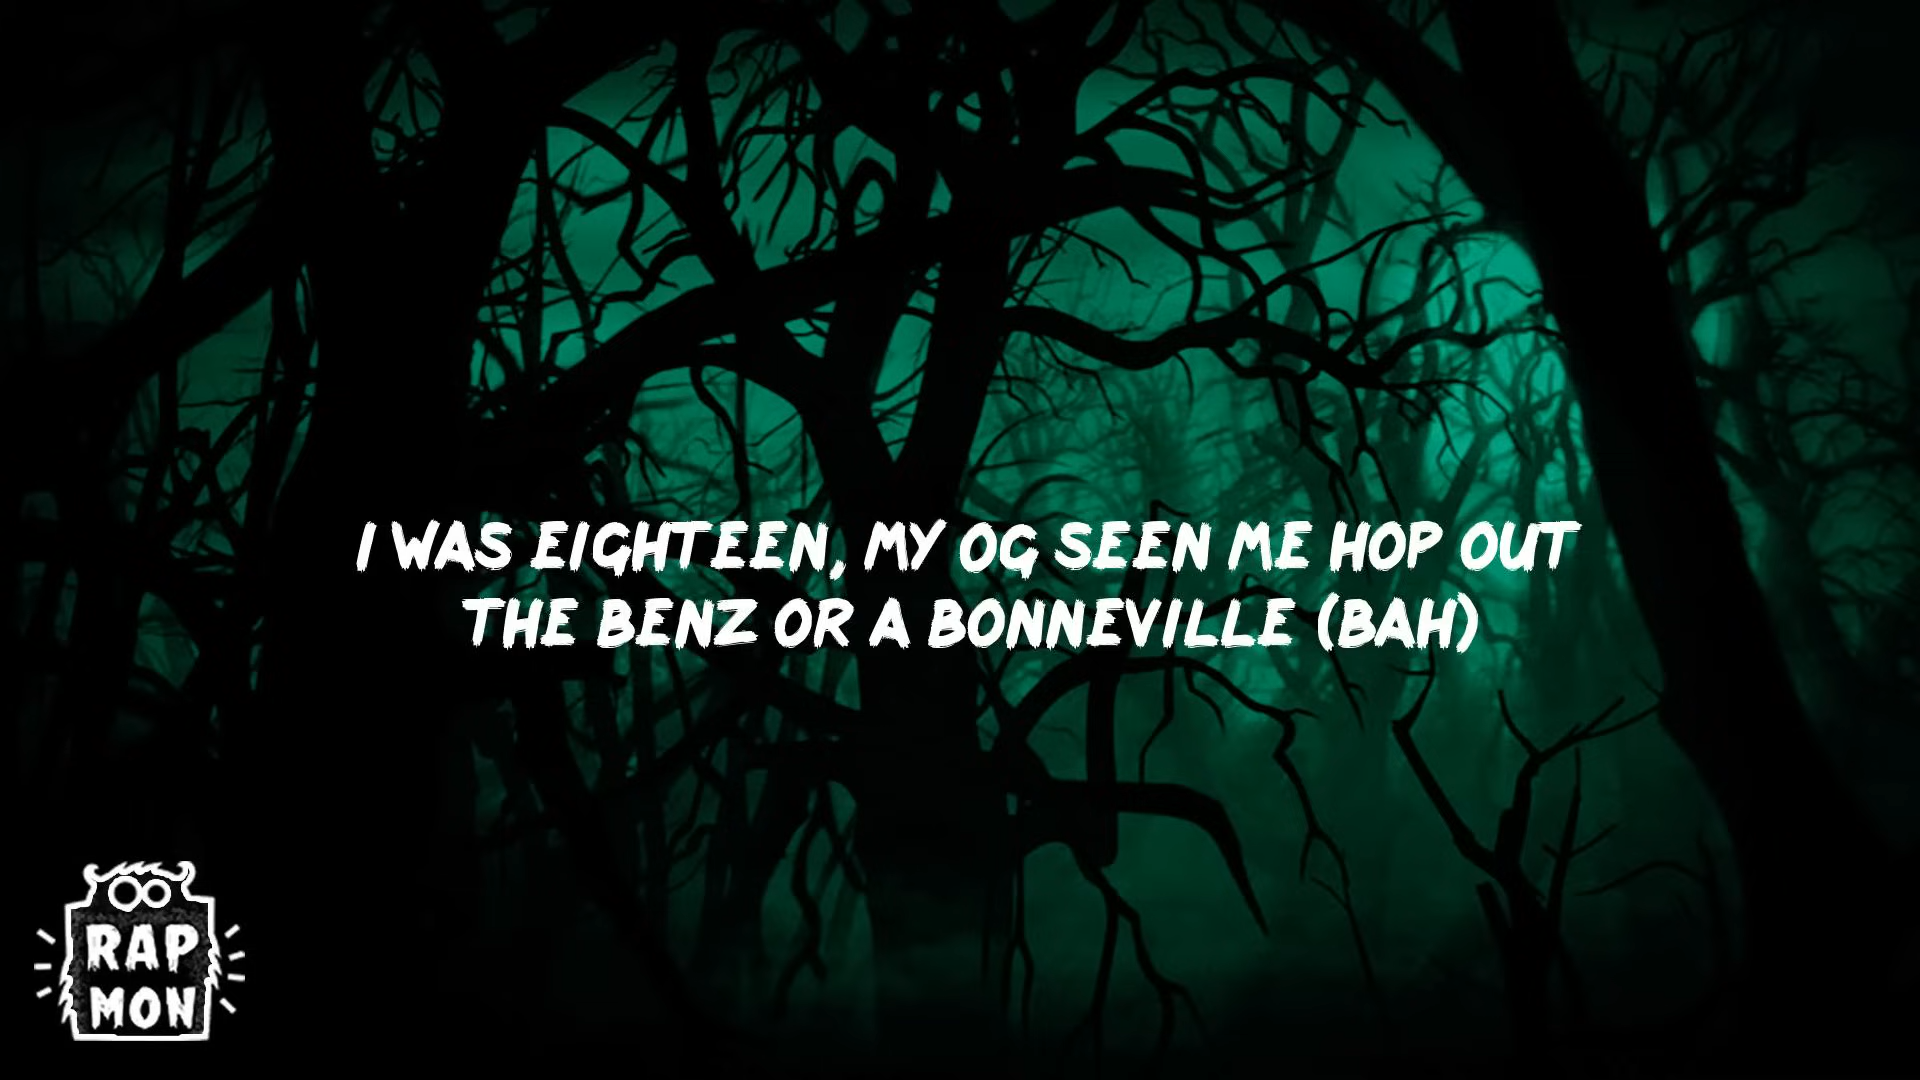 I WAS EIGHTEEN, MY OG SEEN ME HOP OUT
THE BENZ OR A BONNEVILLE (BAH)
RAP
MON